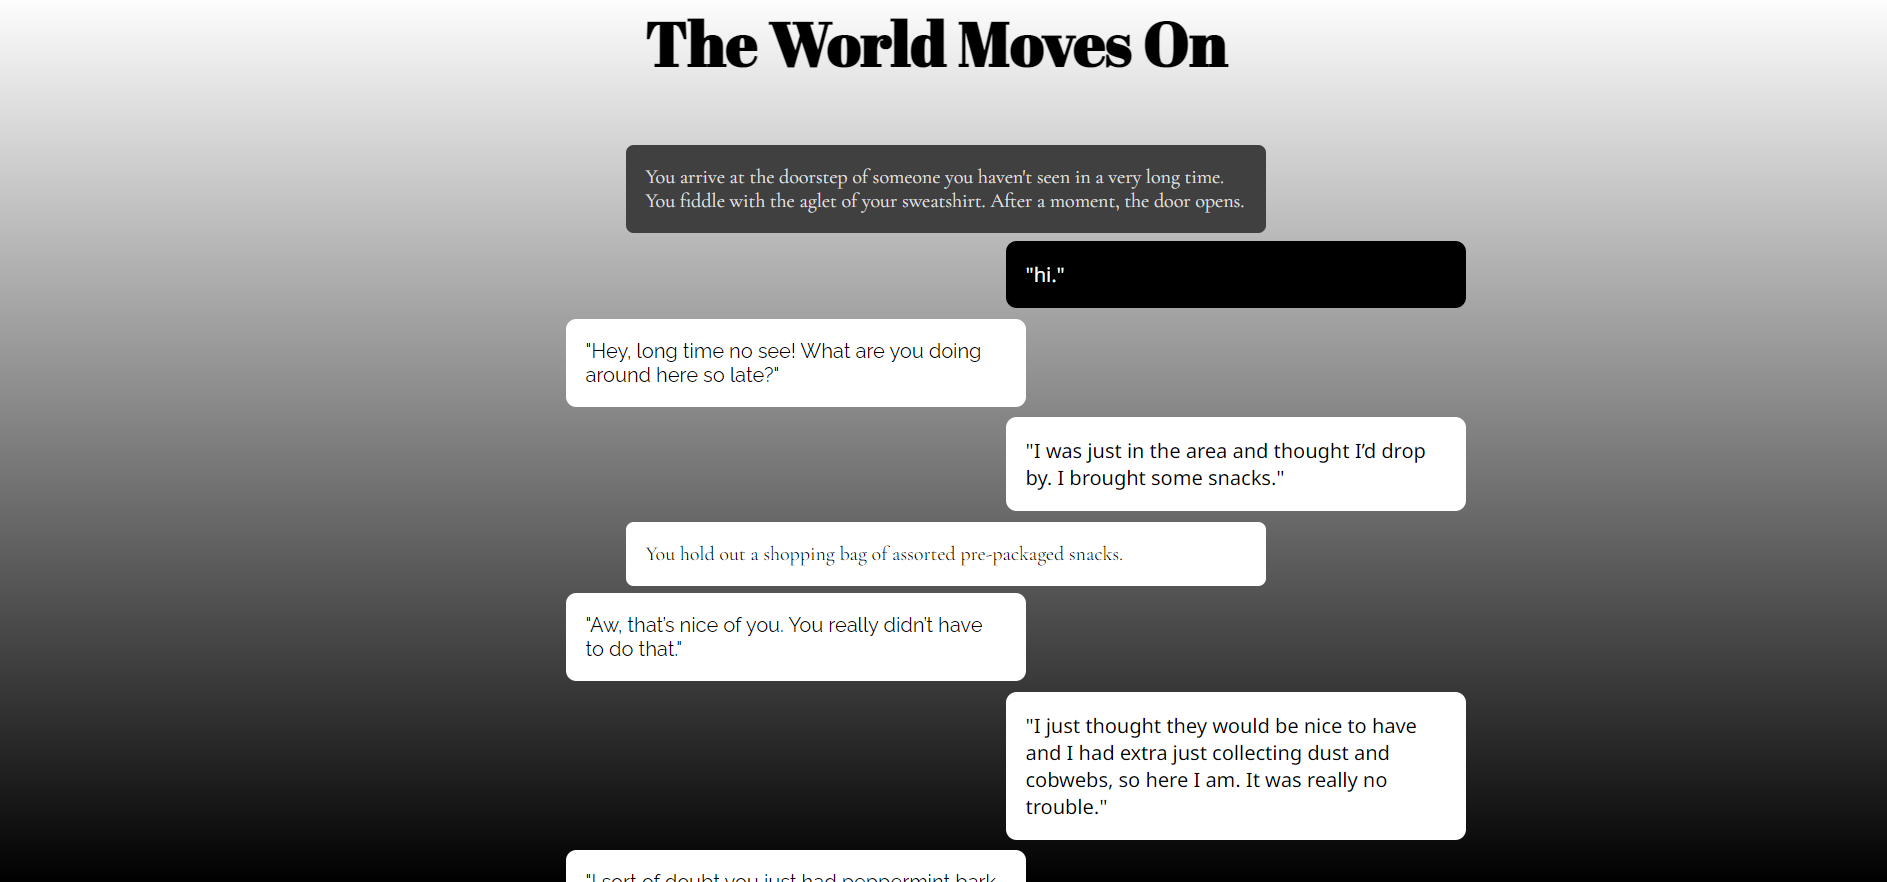 The World Moves On
You arrive at the doorstep of someone you haven't seen in a very long time.
You fiddle with the aglet of your sweatshirt. After a moment, the door opens.
"hi."
"Hey, long time no see! What are you doing
around here so late?"
"I was just in the area and thought I’d drop
by. I brought some snacks."
You hold out a shopping bag of assorted pre-packaged snacks.
"Aw, that’s nice of you. You really didn’t have
to do that."
"I just thought they would be nice to have
and I had extra just collecting dust and
cobwebs, so here I am. It was really no
trouble."
"I sort of doubt you just had peppermint bark